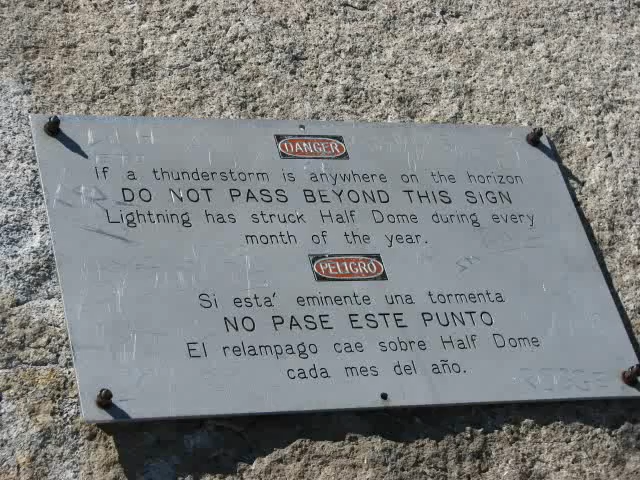 DANGER
If a thunderstorm is anywhere on the horizon
DO NOT PASS BEYOND THIS SIGN
Lightning has struck Half Dome during every
month of the year.
PELIGRO
Si está eminente una tormenta
NO PASE ESTE PUNTO
El relampago cae sobre Half Dome
cada mes del año.